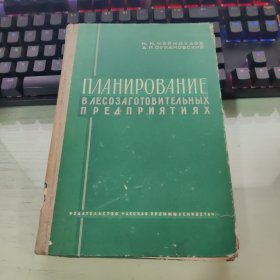 ПЛАНИРОВАНИЕ
В ЛЕСОЗАГОТОВИТЕЛЬНЫХ
ПРЕДПРИЯТИЯХ
ИЗДАТЕЛЬСТВО «ЛЕСНАЯ ПРОМЫШЛЕННОСТЬ»